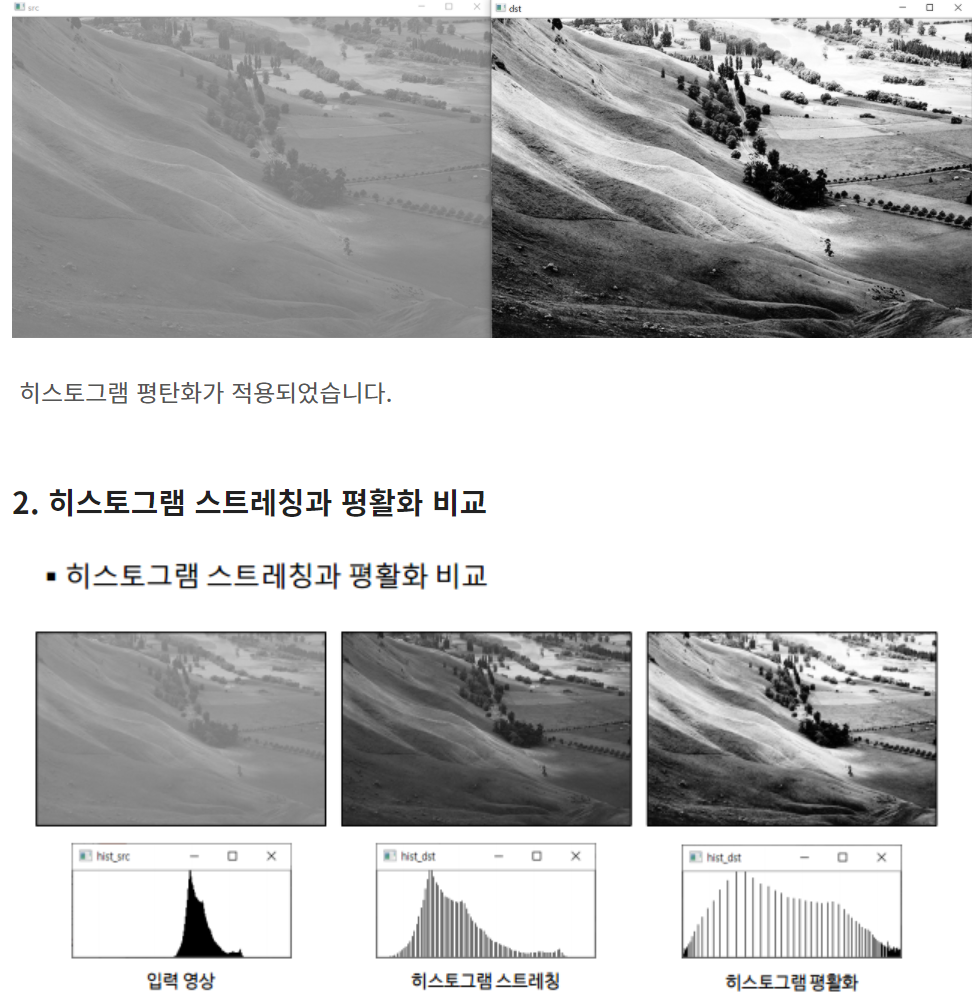 src
dst
히스토그램 평탄화가 적용되었습니다.
2. 히스토그램 스트레칭과 평활화 비교
▪ 히스토그램 스트레칭과 평활화 비교
hist_src
hist_dst
hist_dst
입력 영상
히스토그램 스트레칭
히스토그램 평활화